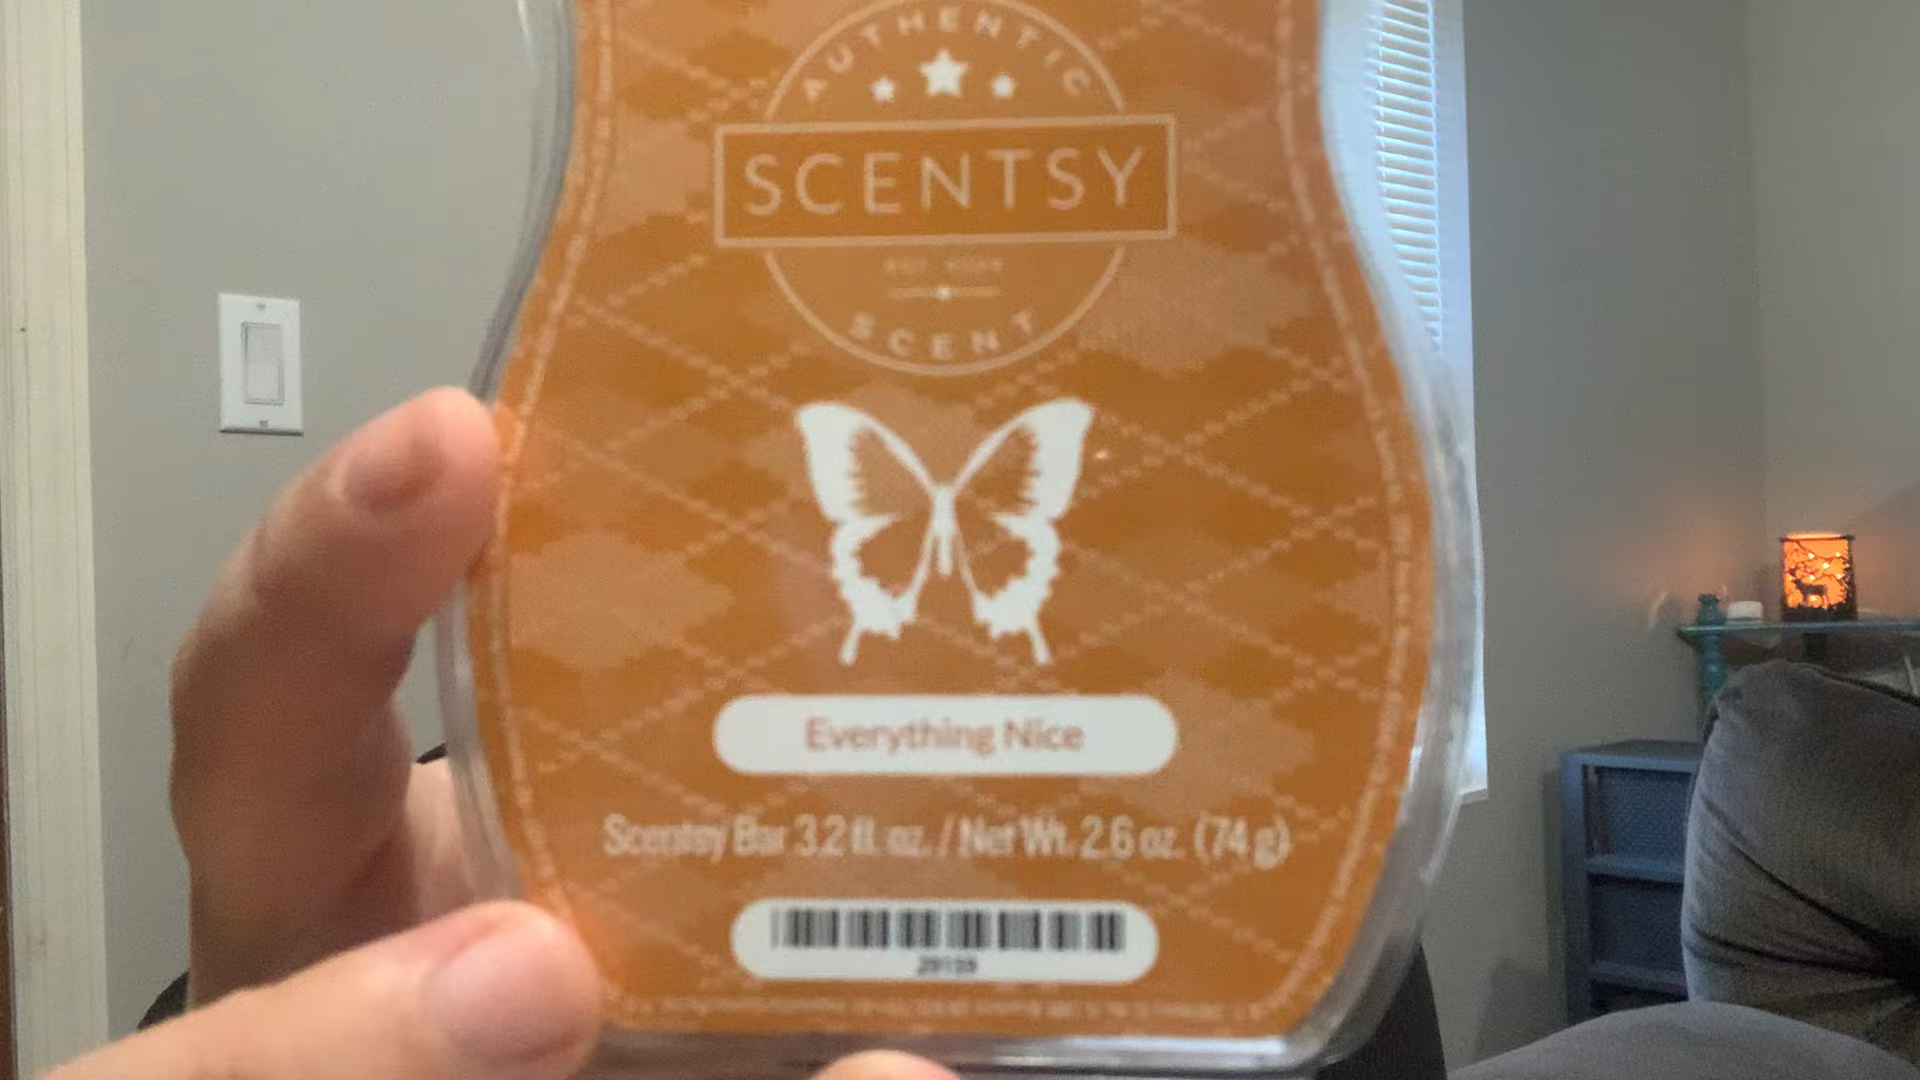 AUTHENTIC
SCENTSY
SCENT
Everything Nice
Scentsy Bar 3.2 fl. oz. / Net Wt. 2.6 oz. (74 g)